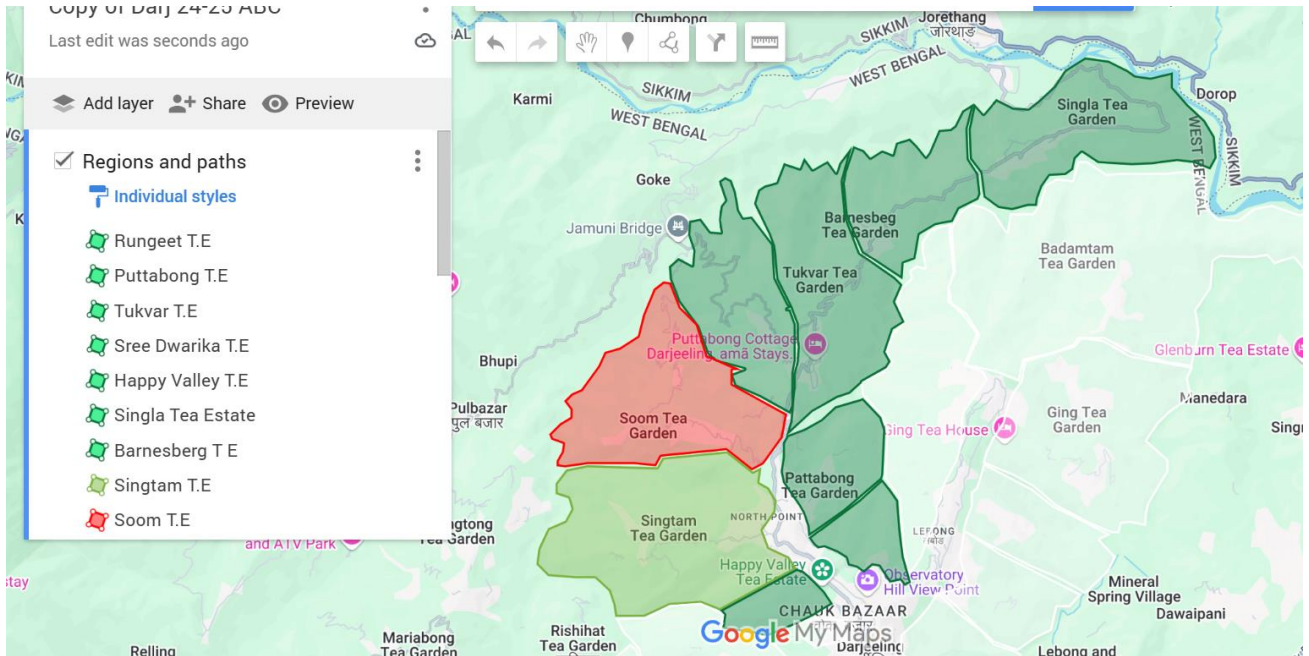 Copy of Darj 24-25 ABC
Last edit was seconds ago
Add layer
Share
Preview
Regions and paths
Individual styles
Rungeet T.E
Puttabong T.E
Tukvar T.E
Sree Dwarika T.E
Happy Valley T.E
Singla Tea Estate
Barnesberg T E
Singtam T.E
Soom T.E
and ATV Park
Tea Garden
Relling
Mariabong
Tea Garden
Rishihat
Tea Garden
Chumbong
Jorethang
जोरथाङ
SIKKIM
WEST BENGAL
Karmi
SIKKIM
WEST BENGAL
Singla Tea
Garden
Dorop
WEST BENGAL
SIKKIM
Goke
Jamuni Bridge
Barnesbeg
Tea Garden
Badamtam
Tea Garden
Tukvar Tea
Garden
Puttabong Cottage
Darjeeling, amã Stays.
Bhupi
Glenburn Tea Estate
Manedara
Pulbazar
पुल बजार
Soom Tea
Garden
Ging Tea House
Ging Tea
Garden
Pattabong
Tea Garden
Singtam
Tea Garden
NORTH POINT
LEBONG
Happy Valley
Tea Estate
Observatory
Hill View Point
Mineral
Spring Village
Dawaipani
CHAUK BAZAAR
Google My Maps
Darjeeling
Lebong and